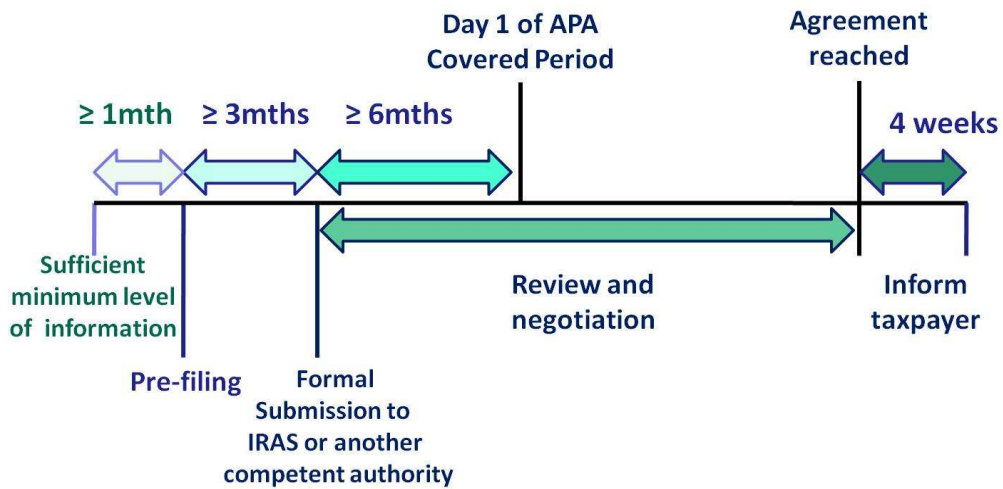 Day 1 of APA
Covered Period
Agreement
reached
≥ 1mth
≥ 3mths
≥ 6mths
4 weeks
Sufficient
minimum level
of information
Pre-filing
Formal
Submission to
IRAS or another
competent authority
Review and
negotiation
Inform
taxpayer